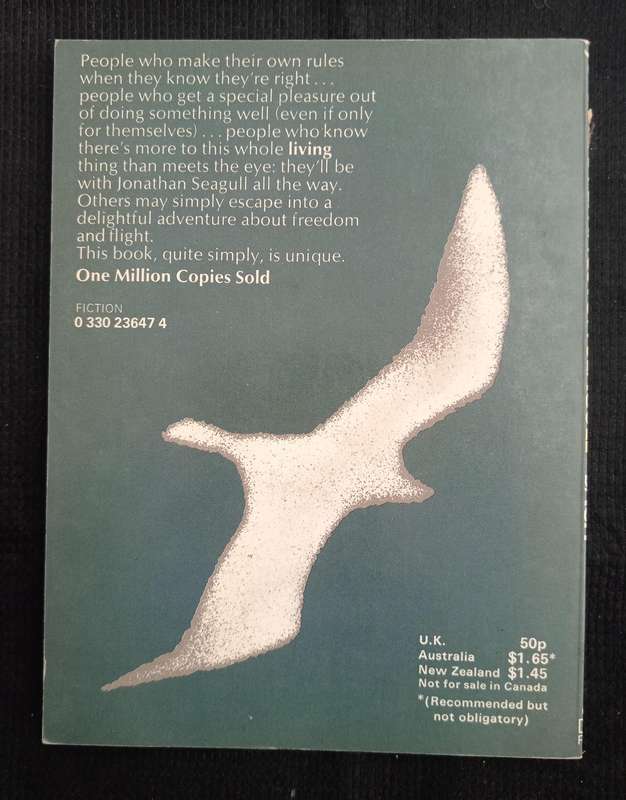 People who make their own rules
when they know they're right...
people who get a special pleasure out
of doing something well (even if only
for themselves)...people who know
there's more to this whole living
thing than meets the eye: they'll be
with Jonathan Seagull all the way.
Others may simply escape into a
delightful adventure about freedom
and flight.
This book, quite simply, is unique.
One Million Copies Sold
FICTION
0 330 23647 4
U.K. 50p
Australia $1.65*
New Zealand $1.45
Not for sale in Canada
*(Recommended but
not obligatory)